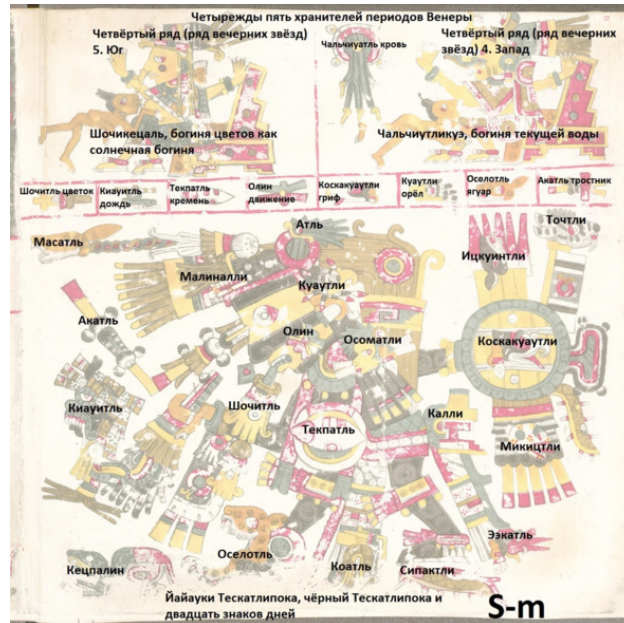 Четырежды пять хранителей периодов Венеры
Четвёртый ряд (ряд вечерних звёзд)
5. Юг
Чальчиуатль кровь
Четвёртый ряд (ряд вечерних
звёзд) 4. Запад
Шочикецаль, богиня цветов как
солнечная богиня
Чальчиутликуэ, богиня текущей воды
Шочитль цветок
Киауитль
дождь
Текпатль
кремень
Олин
движение
Коскакуаутли
гриф
Куаутли
орёл
Оселотль
ягуар
Акатль тростник
Масатль
Атль
Точтли
Малиналли
Ицкуинтли
Куаутли
Акатль
Олин
Осоматли
Коскакуаутли
Киауитль
Шочитль
Калли
Текпатль
Микицтли
Ээкатль
Оселотль
Кецпалин
Коатль
Сипактли
Йайауки Тескатлипока, чёрный Тескатлипока и
двадцать знаков дней
S-m